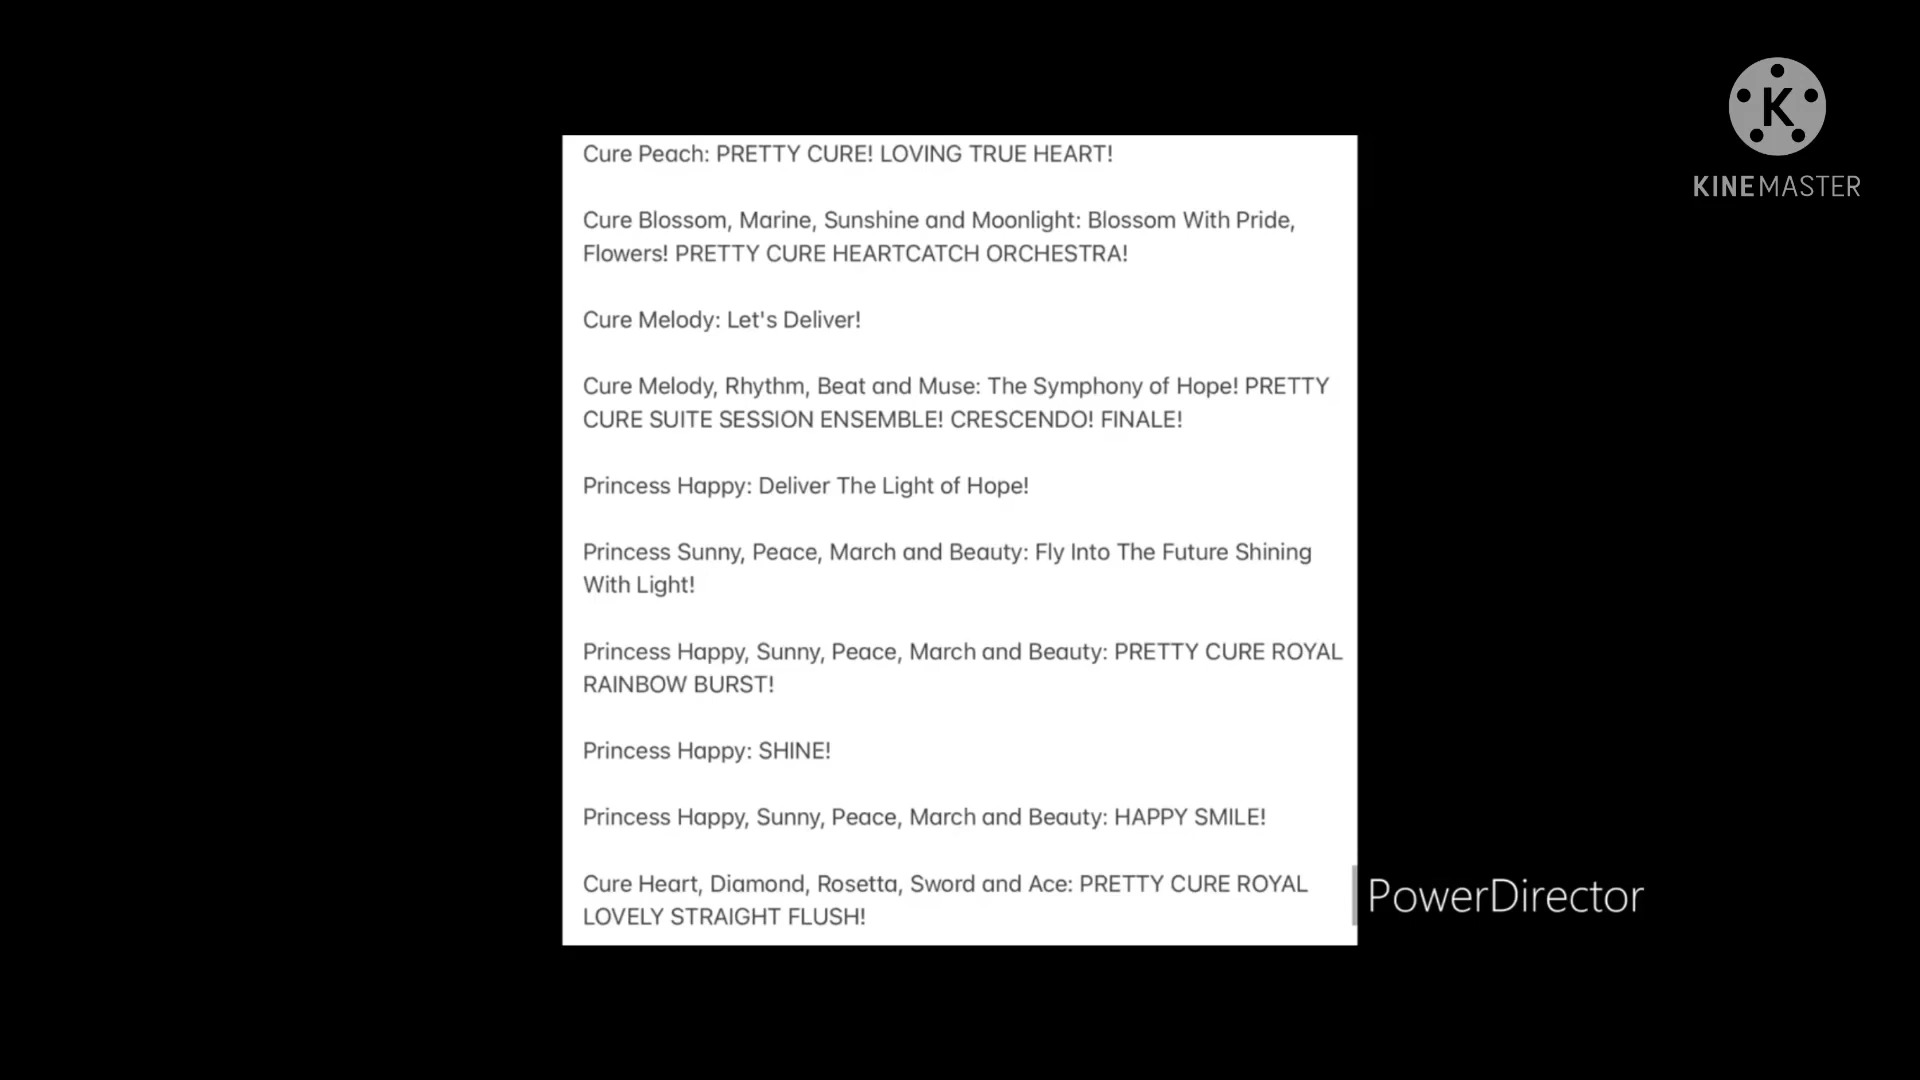 Cure Peach: PRETTY CURE! LOVING TRUE HEART!
Cure Blossom, Marine, Sunshine and Moonlight: Blossom With Pride,
Flowers! PRETTY CURE HEARTCATCH ORCHESTRA!
Cure Melody: Let's Deliver!
Cure Melody, Rhythm, Beat and Muse: The Symphony of Hope! PRETTY
CURE SUITE SESSION ENSEMBLE! CRESCENDO! FINALE!
Princess Happy: Deliver The Light of Hope!
Princess Sunny, Peace, March and Beauty: Fly Into The Future Shining
With Light!
Princess Happy, Sunny, Peace, March and Beauty: PRETTY CURE ROYAL
RAINBOW BURST!
Princess Happy: SHINE!
Princess Happy, Sunny, Peace, March and Beauty: HAPPY SMILE!
Cure Heart, Diamond, Rosetta, Sword and Ace: PRETTY CURE ROYAL
LOVELY STRAIGHT FLUSH!
K
KINEMASTER
PowerDirector